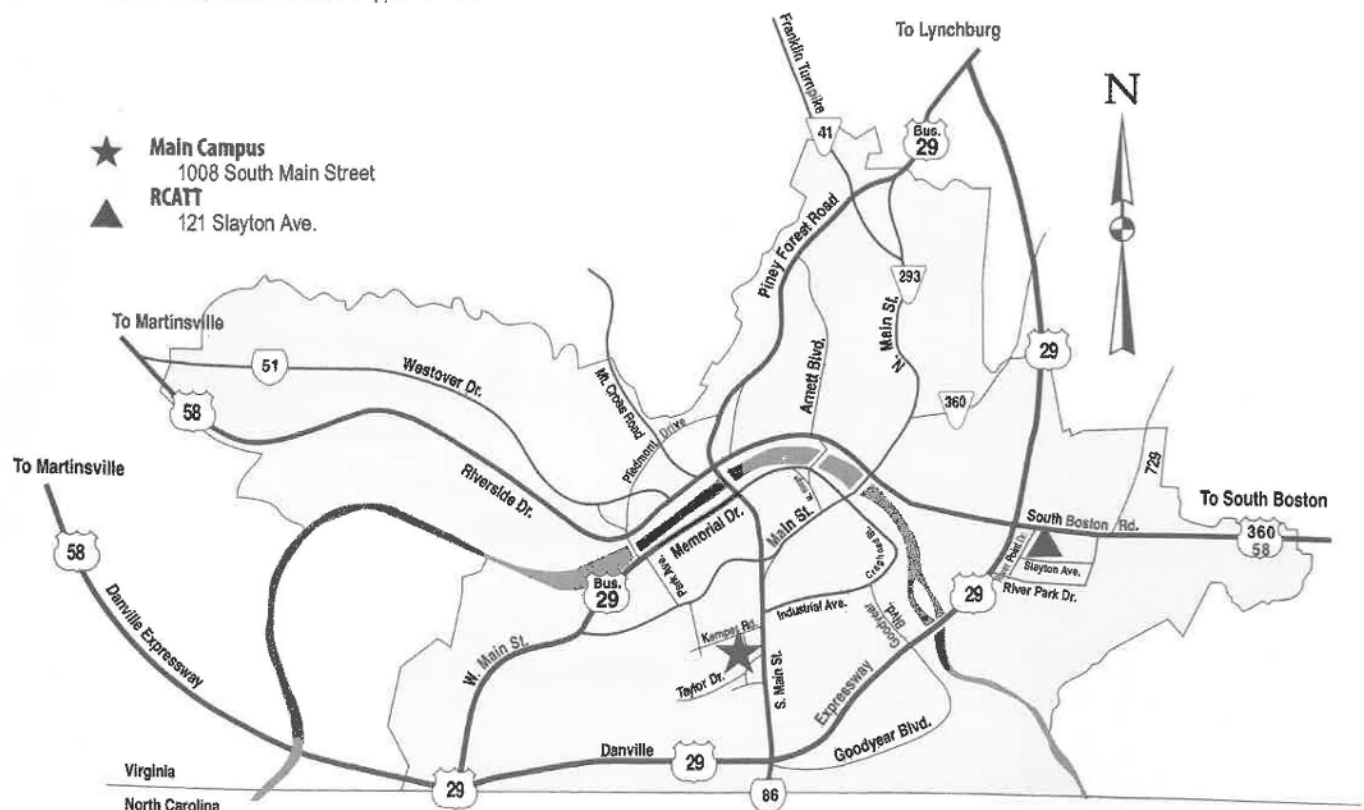 To Lynchburg
Franklin Turnpike
N
41
Bus.
29
Main Campus
1008 South Main Street
RCATT
121 Slayton Ave.
Piney Forest Road
293
N. Main St.
To Martinsville
51
Westover Dr.
Mt. Cross Road
Arnett Blvd.
29
58
Piedmont Drive
360
729
To Martinsville
Riverside Dr.
To South Boston
South Boston Rd.
360
58
58
Memorial Dr.
Main St.
Craghead St.
Point Dr.
Slayton Ave.
River Park Dr.
Bus.
29
Park Ave.
29
Danville Expressway
Industrial Ave.
Goodyear Blvd.
Kemper Rd.
W. Main St.
Taylor Dr.
S. Main St.
Expressway
Goodyear Blvd.
Danville
29
Virginia
29
86
North Carolina